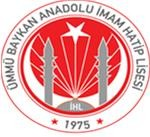 ÜMMÜ BAYKAN ANADOLU İMAM HATİP LİSESİ
İHL
1975